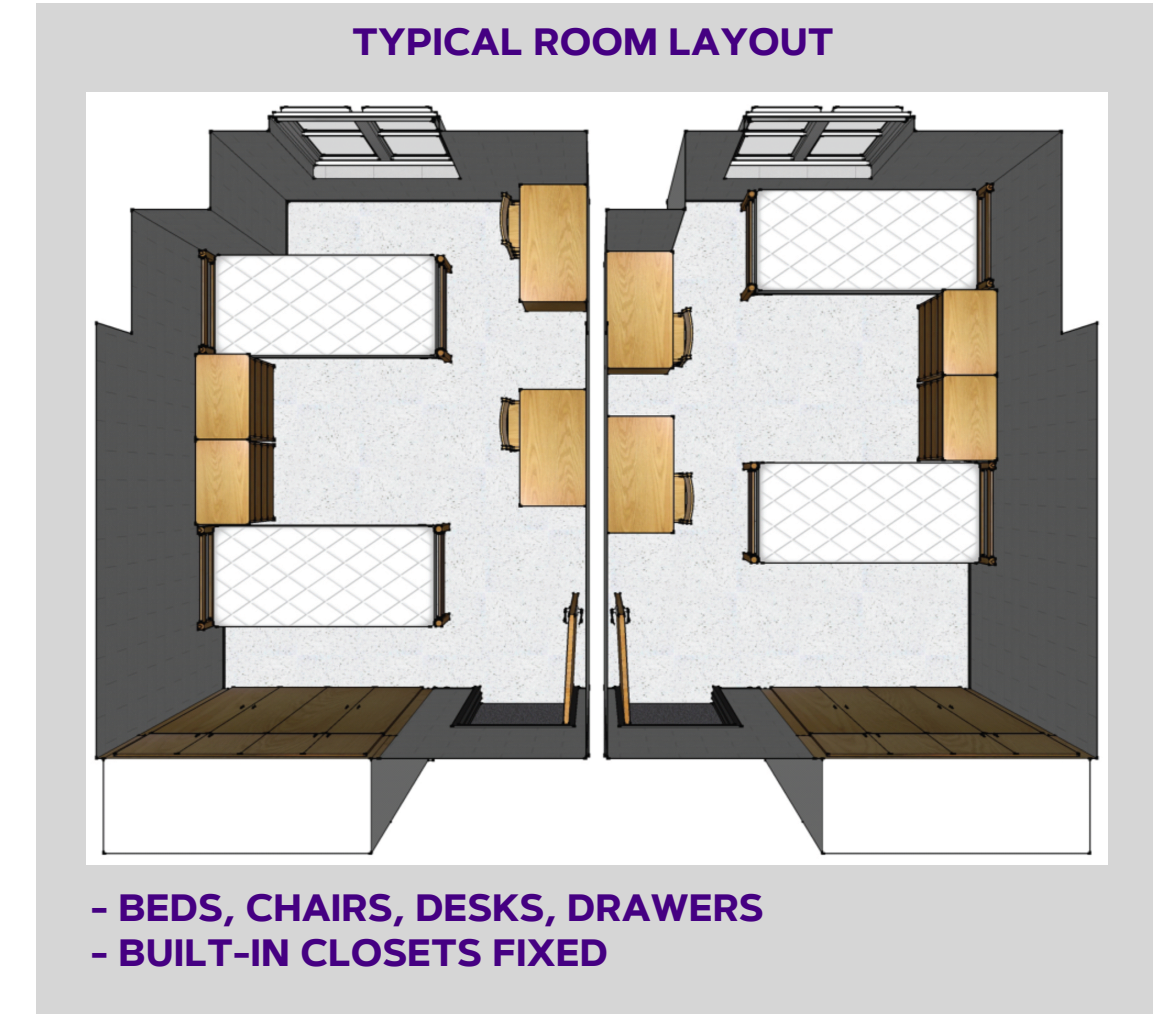 TYPICAL ROOM LAYOUT
- BEDS, CHAIRS, DESKS, DRAWERS
- BUILT-IN CLOSETS FIXED